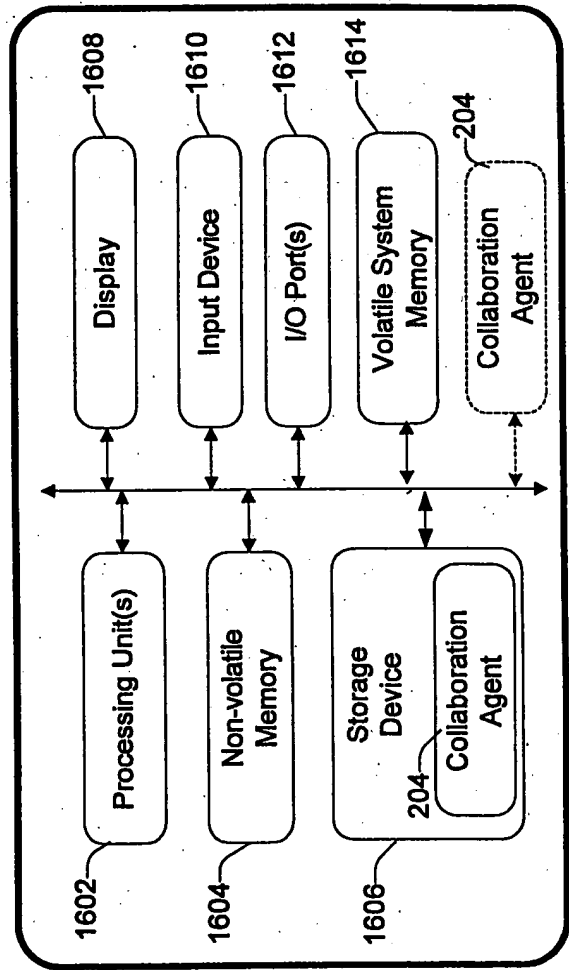 1602
Processing Unit(s)
1604
Non-volatile
Memory
1606
Storage
Device
204
Collaboration
Agent
Display
1608
Input Device
1610
I/O Port(s)
1612
Volatile System
Memory
1614
Collaboration
Agent
204